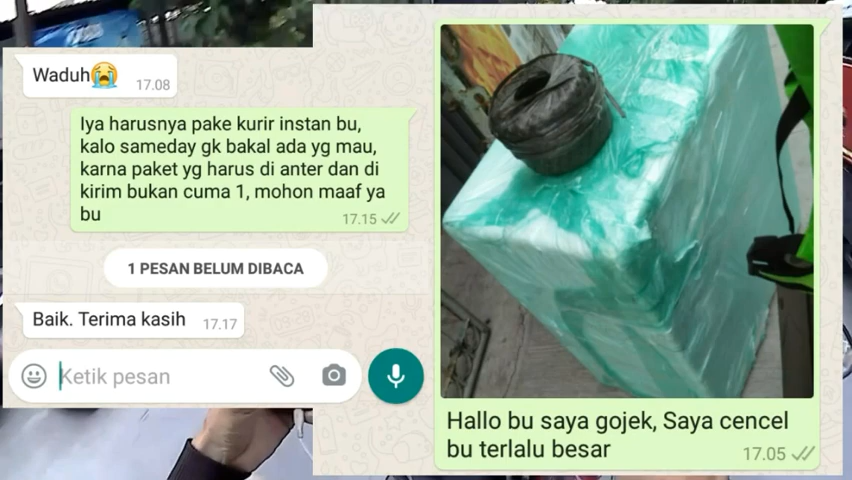 Waduh😭
17.08
Iya harusnya pake kurir instan bu,
kalo sameday gk bakal ada yg mau,
karna paket yg harus di anter dan di
kirim bukan cuma 1, mohon maaf ya
bu
17.15
1 PESAN BELUM DIBACA
Baik. Terima kasih
17.17
Ketik pesan
Hallo bu saya gojek, Saya cencel
bu terlalu besar
17.05